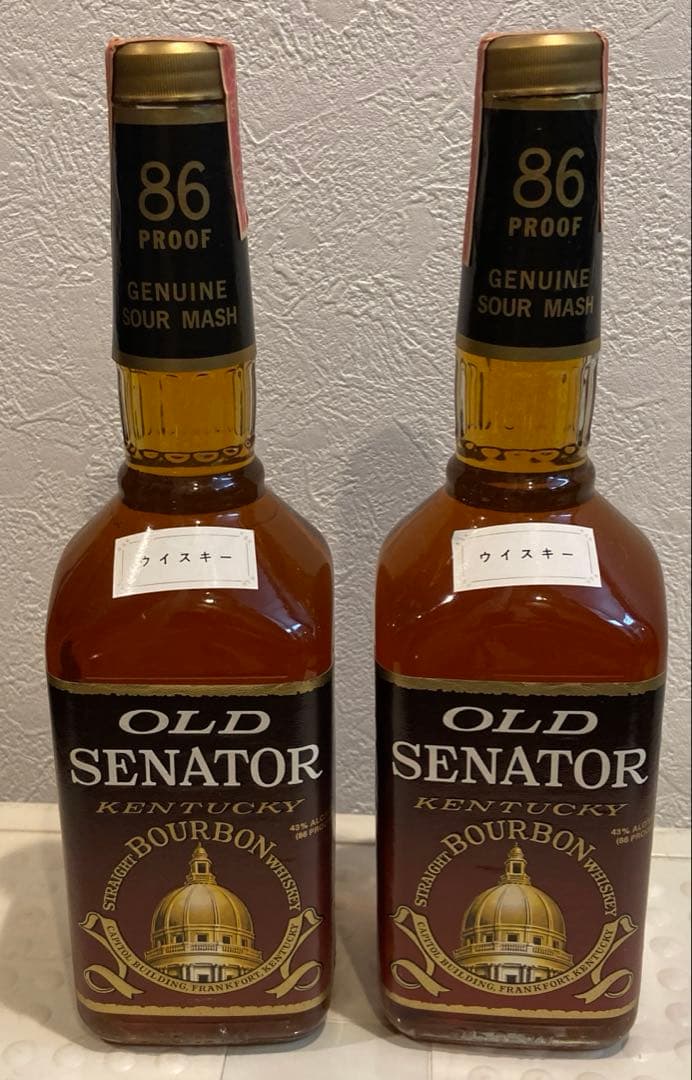 86
PROOF
GENUINE
SOUR MASH
ウイスキー
OLD
SENATOR
KENTUCKY
STRAIGHT BOURBON WHISKEY
43% ALC
(86 PROOF
CAPITOL BUILDING, FRANKFORT, KENTUCKY
86
PROOF
GENUINE
SOUR MASH
ウイスキー
OLD
SENATOR
KENTUCKY
STRAIGHT BOURBON WHISKEY
43% ALC
(86 PROO
CAPITOL BUILDING, FRANKFORT, KENTUCKY